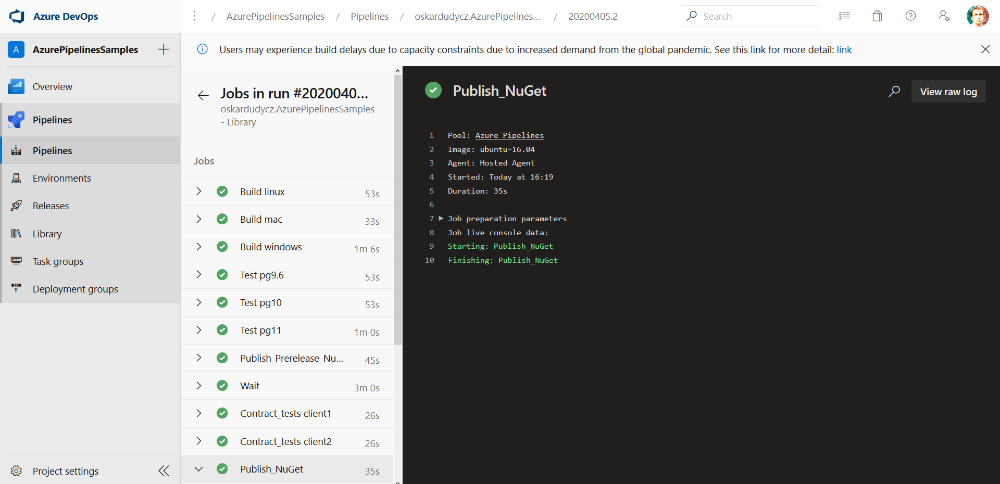 Azure DevOps
/ AzurePipelinesSamples / Pipelines / oskardudycz.AzurePipelines... / 20200405.2
Search
A AzurePipelinesSamples
Overview
Pipelines
Pipelines
Environments
Releases
Library
Task groups
Deployment groups
Project settings
Users may experience build delays due to capacity constraints due to increased demand from the global pandemic. See this link for more detail: link
Jobs in run #2020040...
oskardudycz.AzurePipelinesSamples
- Library
Jobs
Build linux 53s
Build mac 33s
Build windows 1m 6s
Test pg9.6 53s
Test pg10 53s
Test pg11 1m 0s
Publish_Prerelease_Nu... 45s
Wait 3m 0s
Contract_tests client1 26s
Contract_tests client2 26s
Publish_NuGet 35s
Publish_NuGet
View raw log
1 Pool: Azure Pipelines
2 Image: ubuntu-16.04
3 Agent: Hosted Agent
4 Started: Today at 16:19
5 Duration: 35s
6
7 Job preparation parameters
8 Job live console data:
9 Starting: Publish_NuGet
10 Finishing: Publish_NuGet